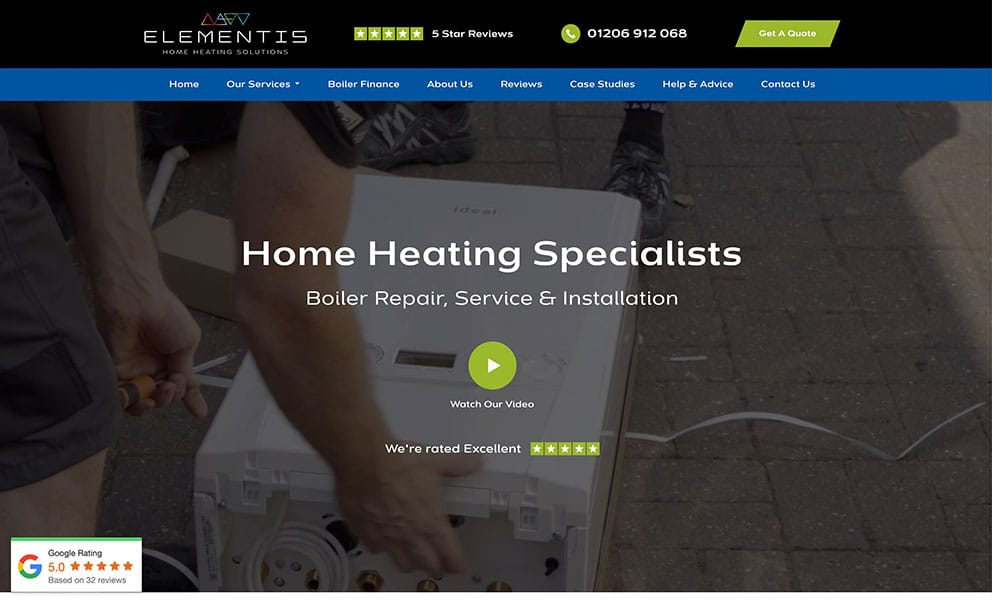 ELEMENTIS
HOME HEATING SOLUTIONS
5 Star Reviews
01206 912 068
Get A Quote
Home
Our Services
Boiler Finance
About Us
Reviews
Case Studies
Help & Advice
Contact Us
ideal
Home Heating Specialists
Boiler Repair, Service & Installation
Watch Our Video
We're rated Excellent
Google Rating
5.0
Based on 32 reviews